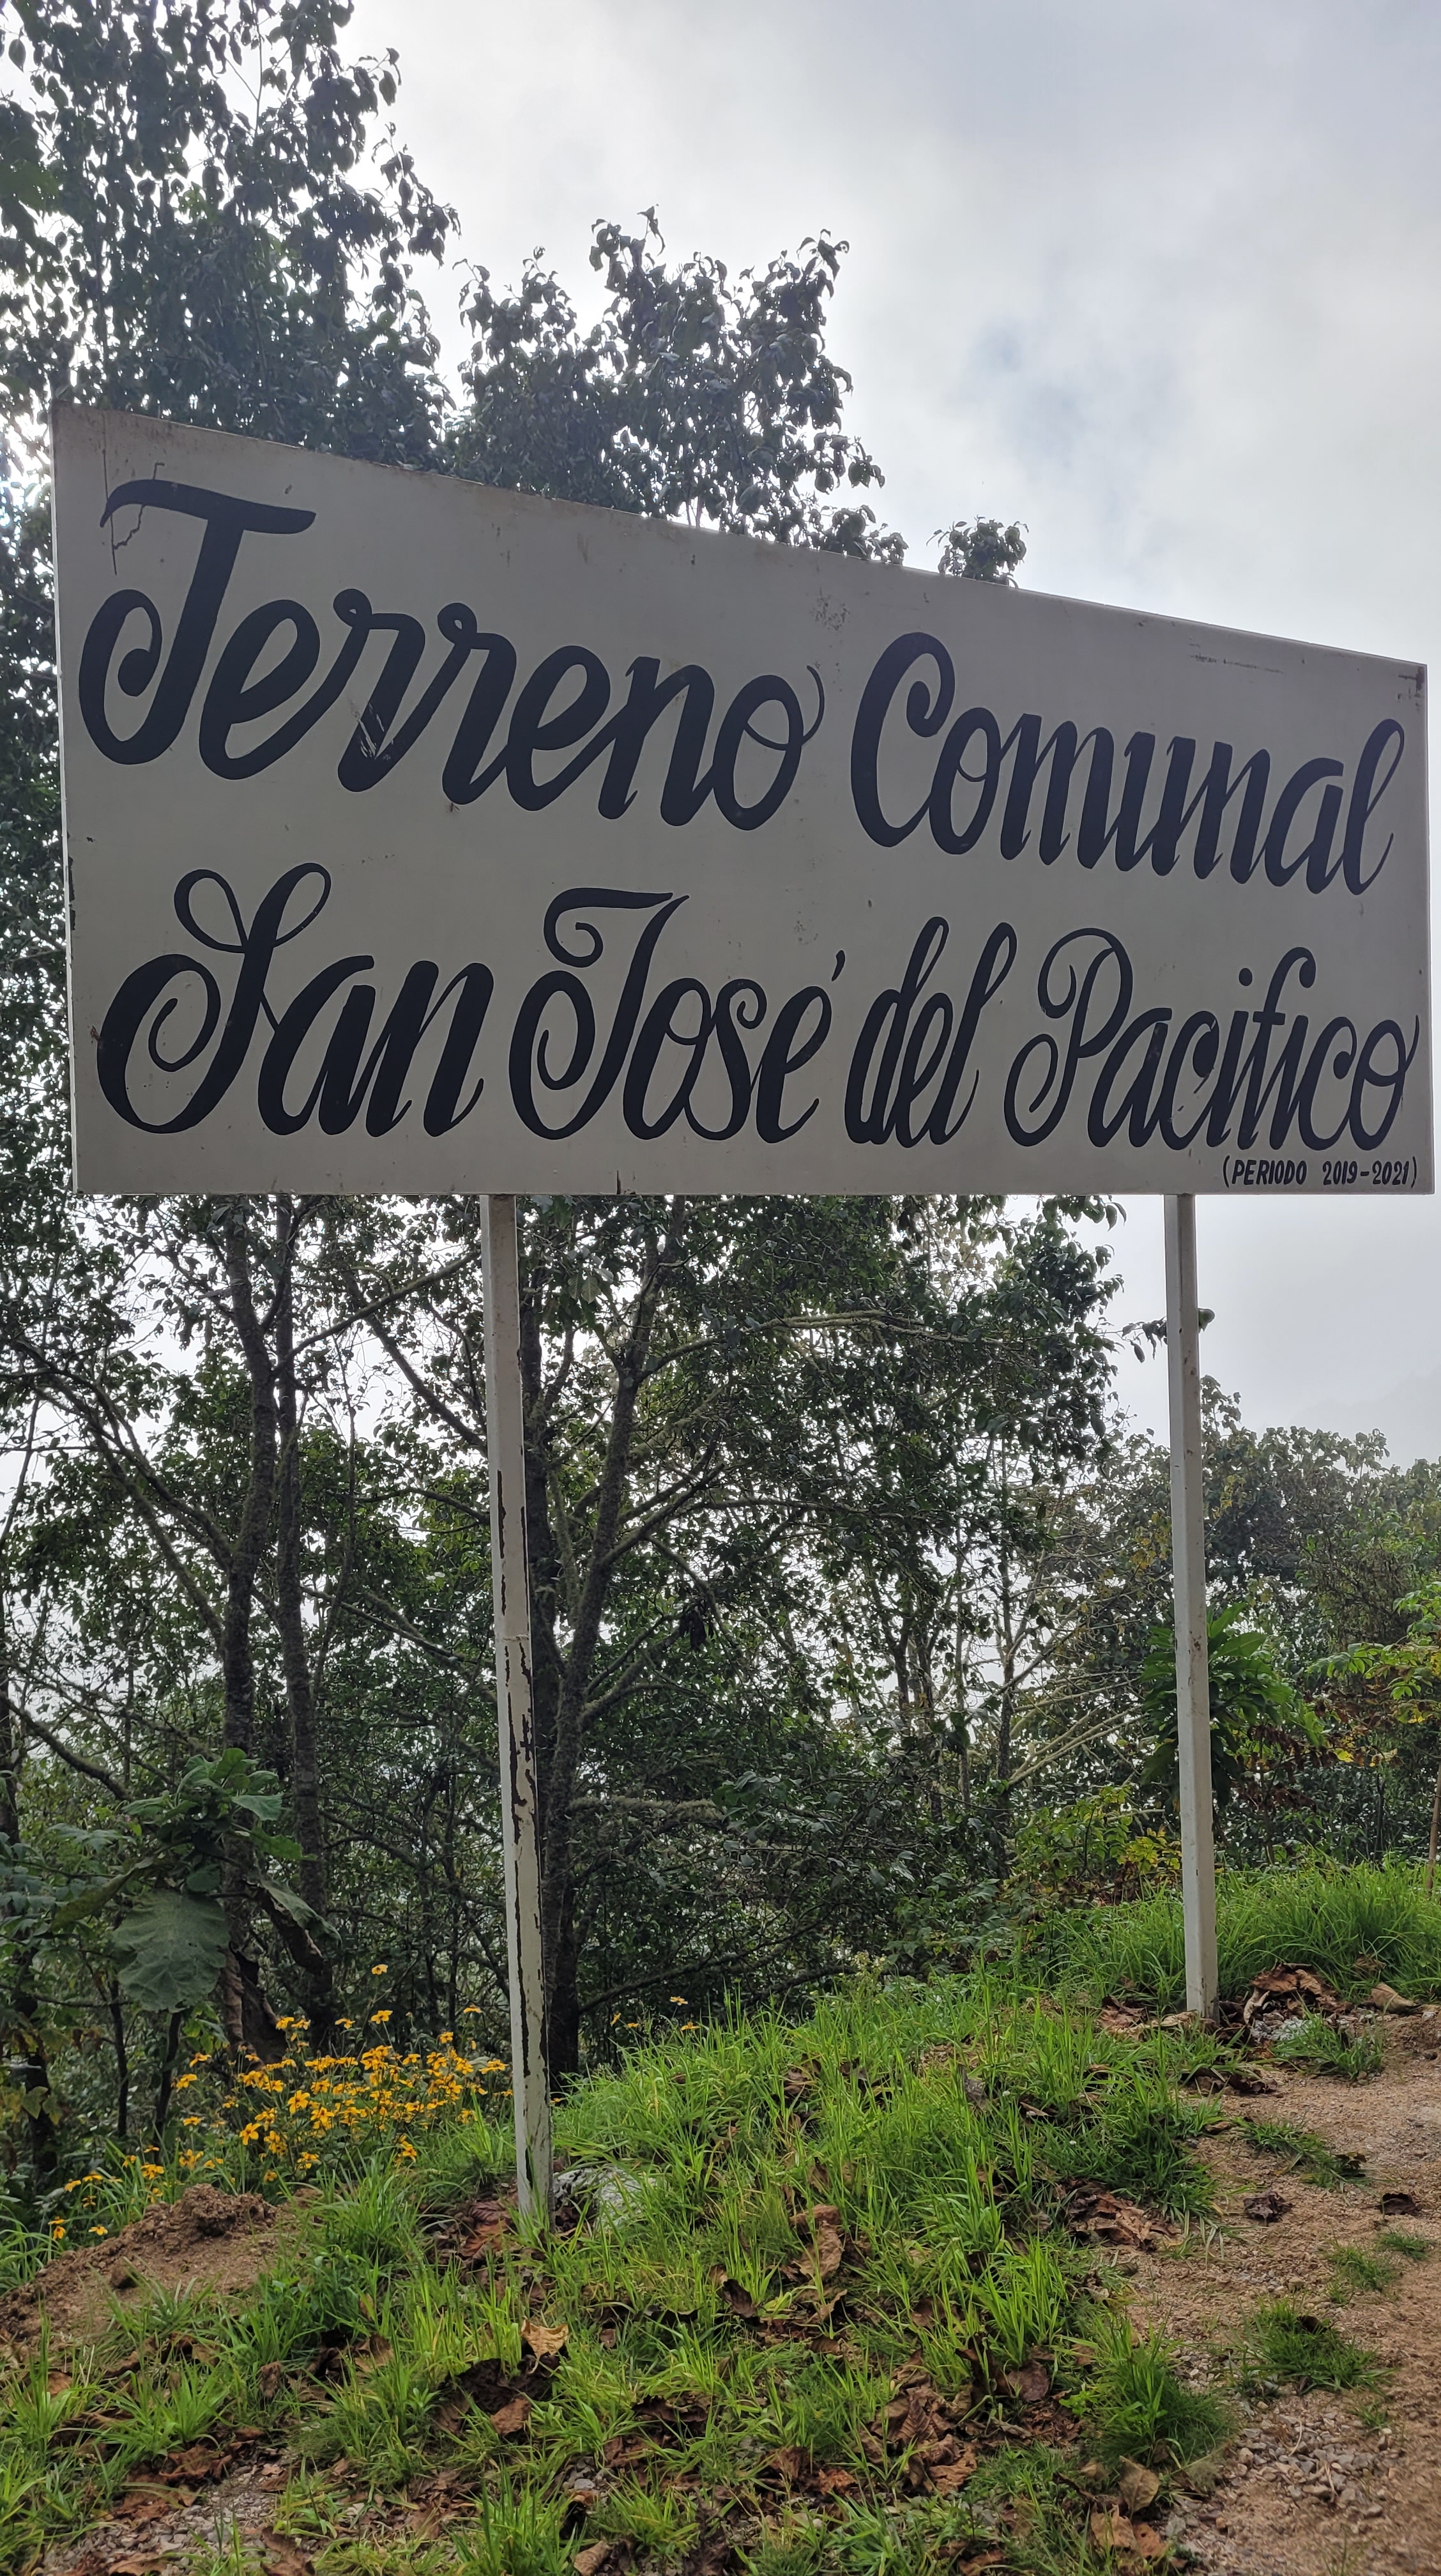 Terreno Comunal
San José del Pacifico
(PERIODO 2019-2021)